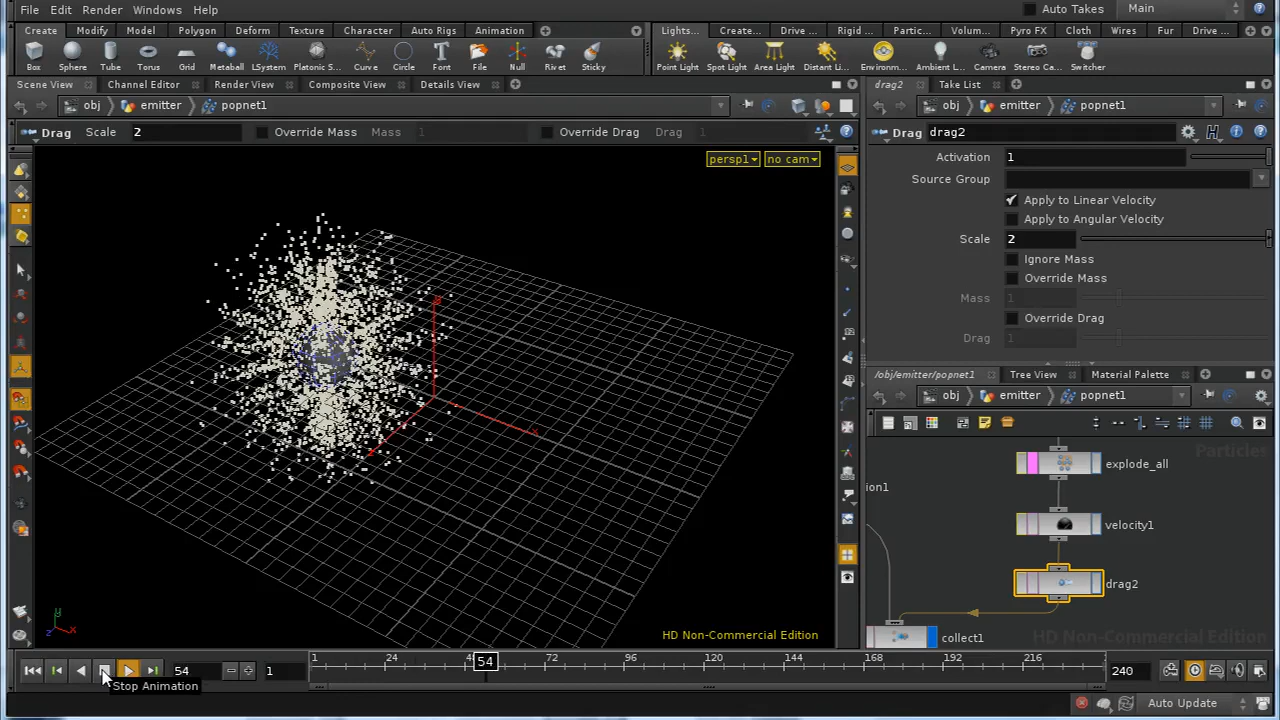 File Edit Render Windows Help Auto Takes Main
Create Modify Model Polygon Deform Texture Character Auto Rigs Animation Lights... Create... Drive ... Rigid ... Partic... Volum... Pyro FX Cloth Wires Fur Drive ...
Box Sphere Tube Torus Grid Metaball LSystem Platonic S... Curve Circle Font File Null Rivet Sticky Point Light Spot Light Area Light Distant Li... Environm... Ambient L... Camera Stereo Ca... Switcher
Scene View Channel Editor Render View Composite View Details View
drag2 Take List
obj emitter popnet1
obj emitter popnet1
Drag Scale 2 Override Mass Mass 1 Override Drag Drag 1
Drag drag2
persp1 no cam
Activation 1
Source Group
Apply to Linear Velocity
Apply to Angular Velocity
Scale 2
Ignore Mass
Override Mass
Mass 1
Override Drag
Drag 1
/obj/emitter/popnet1 Tree View Material Palette
obj emitter popnet1
Particles
explode_all
ion1
velocity1
drag2
collect1
HD Non-Commercial Edition
HD Non-Commercial Edition
y
x
z
54 1 1 24 54 72 96 120 144 168 192 216 240
Stop Animation
Auto Update